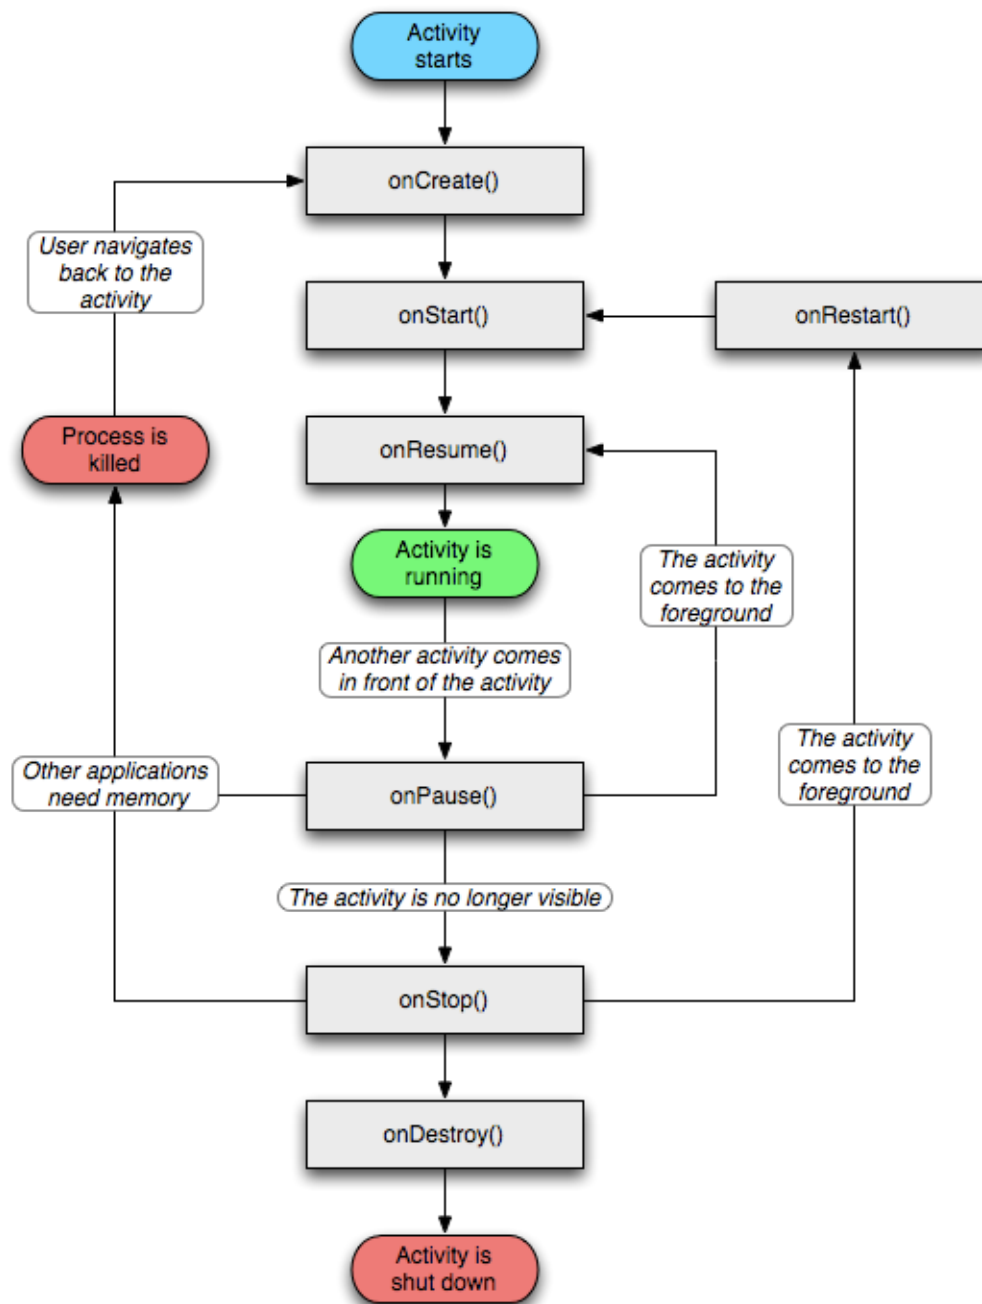 Activity
starts
onCreate()
User navigates
back to the
activity
onStart()
onRestart()
Process is
killed
onResume()
Activity is
running
The activity
comes to the
foreground
Another activity comes
in front of the activity
The activity
comes to the
foreground
Other applications
need memory
onPause()
The activity is no longer visible
onStop()
onDestroy()
Activity is
shut down